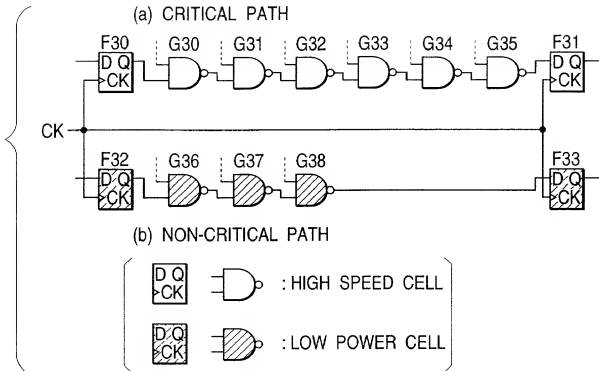 (a) CRITICAL PATH
F30 G30 G31 G32 G33 G34 G35 F31
D Q D Q
CK CK
CK
F32 G36 G37 G38 F33
D Q D Q
CK CK
(b) NON-CRITICAL PATH
D Q
CK : HIGH SPEED CELL
D Q
CK : LOW POWER CELL